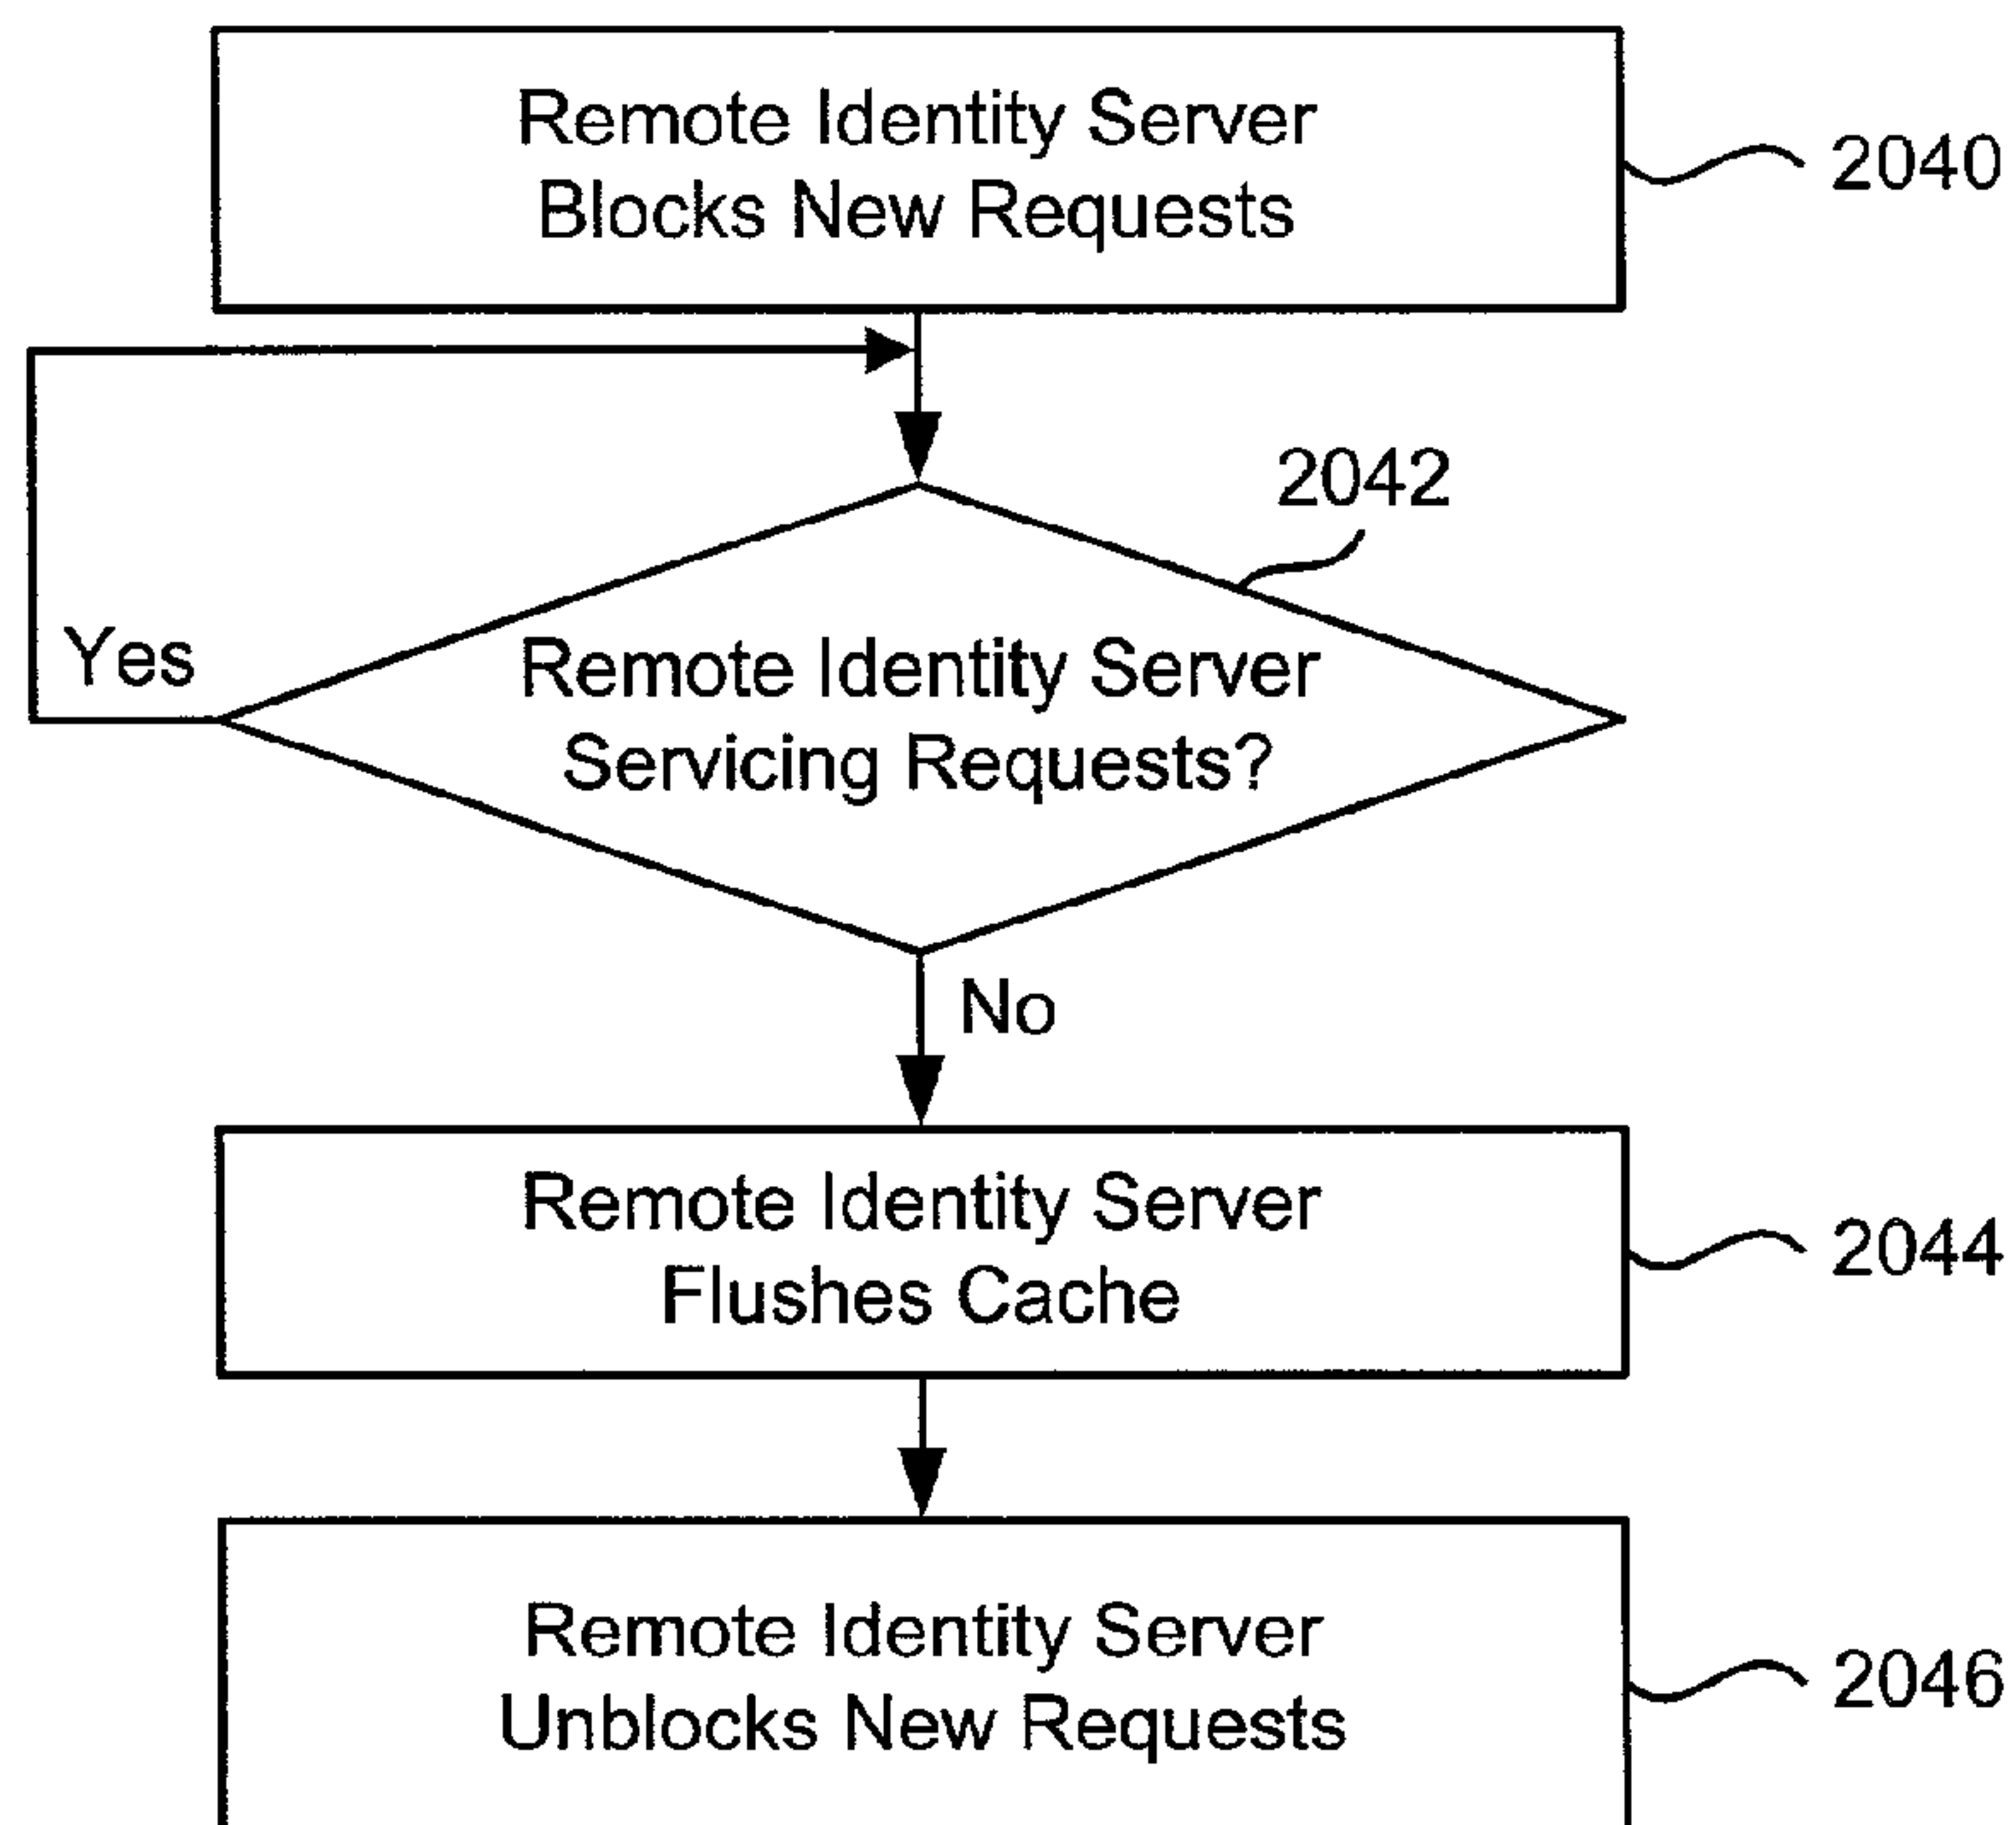 Remote Identity Server
Blocks New Requests
2040
2042
Yes
Remote Identity Server
Servicing Requests?
No
Remote Identity Server
Flushes Cache
2044
Remote Identity Server
Unblocks New Requests
2046